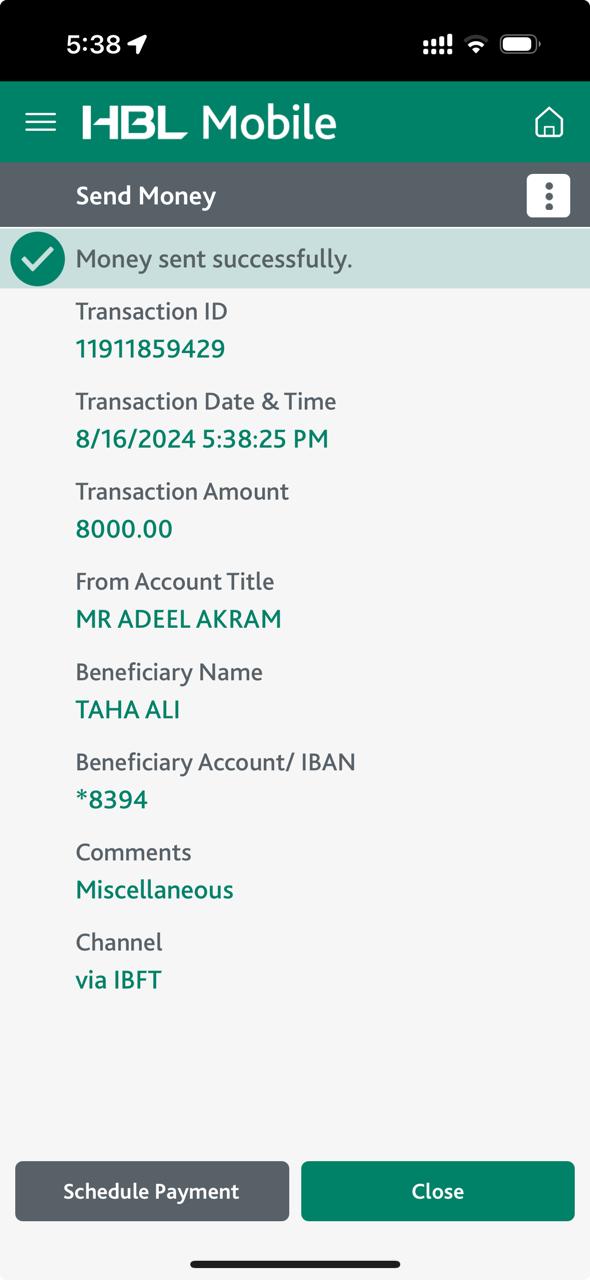 5:38
HBL Mobile
Send Money
Money sent successfully.
Transaction ID
11911859429
Transaction Date & Time
8/16/2024 5:38:25 PM
Transaction Amount
8000.00
From Account Title
MR ADEEL AKRAM
Beneficiary Name
TAHA ALI
Beneficiary Account/ IBAN
*8394
Comments
Miscellaneous
Channel
via IBFT
Schedule Payment
Close